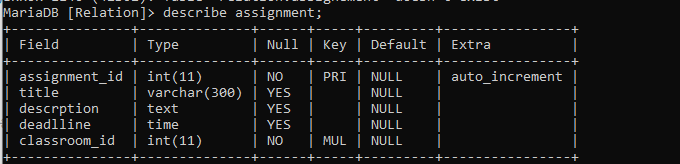 MariaDB [Relation]> describe assignment;
+---------------+--------------+------+-----+---------+----------------+
| Field         | Type         | Null | Key | Default | Extra          |
+---------------+--------------+------+-----+---------+----------------+
| assignment_id | int(11)      | NO   | PRI | NULL    | auto_increment |
| title         | varchar(300) | YES  |     | NULL    |                |
| descrption    | text         | YES  |     | NULL    |                |
| deadlline     | time         | YES  |     | NULL    |                |
| classroom_id  | int(11)      | NO   | MUL | NULL    |                |
+---------------+--------------+------+-----+---------+----------------+